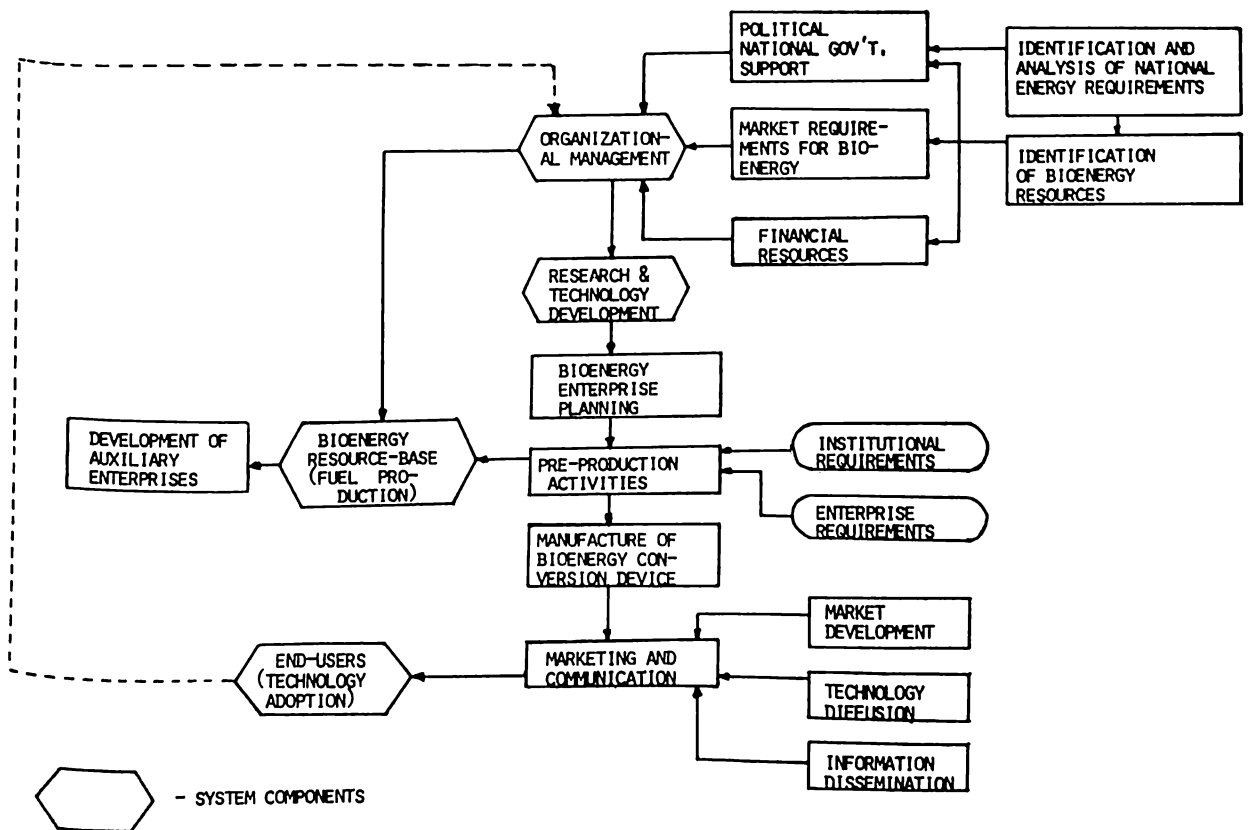 POLITICAL
NATIONAL GOV'T.
SUPPORT
IDENTIFICATION AND
ANALYSIS OF NATIONAL
ENERGY REQUIREMENTS
ORGANIZATION-
AL MANAGEMENT
MARKET REQUIRE-
MENTS FOR BIO-
ENERGY
IDENTIFICATION
OF BIOENERGY
RESOURCES
FINANCIAL
RESOURCES
RESEARCH &
TECHNOLOGY
DEVELOPMENT
BIOENERGY
ENTERPRISE
PLANNING
DEVELOPMENT OF
AUXILIARY
ENTERPRISES
BIOENERGY
RESOURCE-BASE
(FUEL PRO-
DUCTION)
PRE-PRODUCTION
ACTIVITIES
INSTITUTIONAL
REQUIREMENTS
ENTERPRISE
REQUIREMENTS
MANUFACTURE OF
BIOENERGY CON-
VERSION DEVICE
MARKET
DEVELOPMENT
END-USERS
(TECHNOLOGY
ADOPTION)
MARKETING AND
COMMUNICATION
TECHNOLOGY
DIFFUSION
INFORMATION
DISSEMINATION
- SYSTEM COMPONENTS